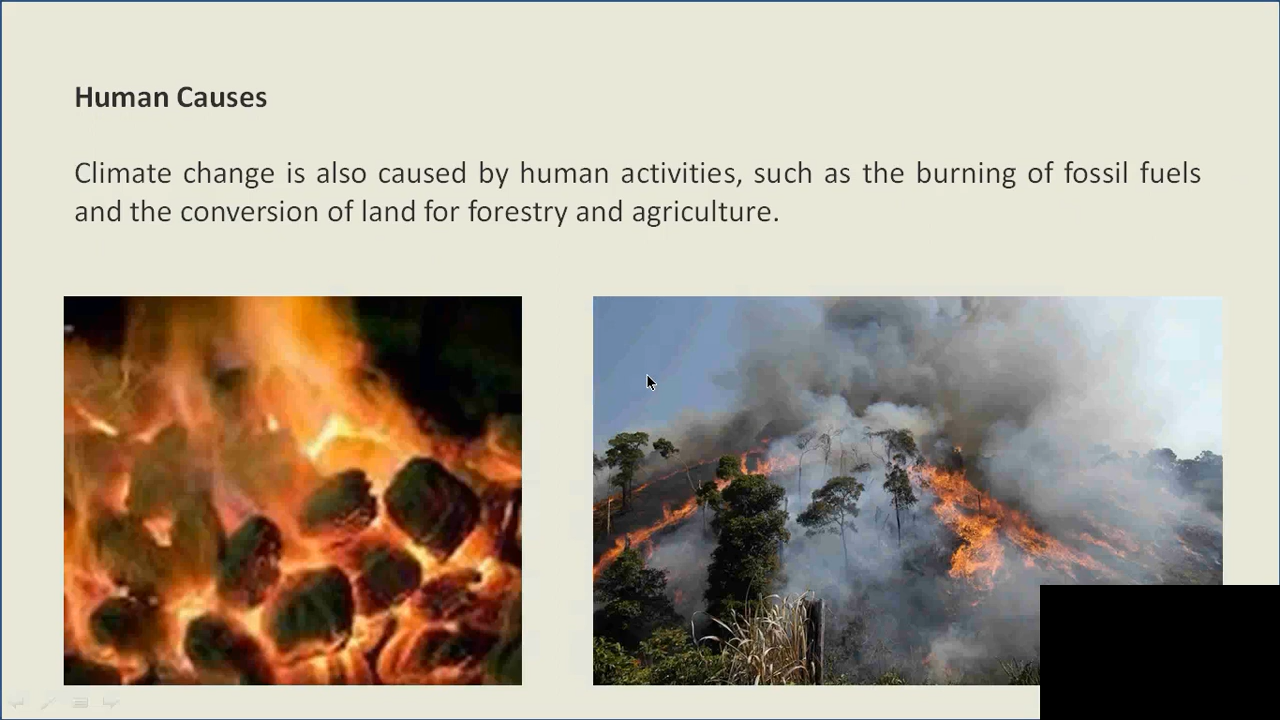 Human Causes
Climate change is also caused by human activities, such as the burning of fossil fuels
and the conversion of land for forestry and agriculture.